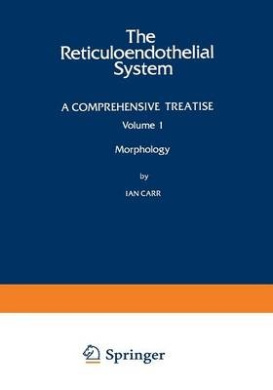 The
Reticuloendothelial
System
A COMPREHENSIVE TREATISE
Volume 1
Morphology
by
IAN CARR
Springer